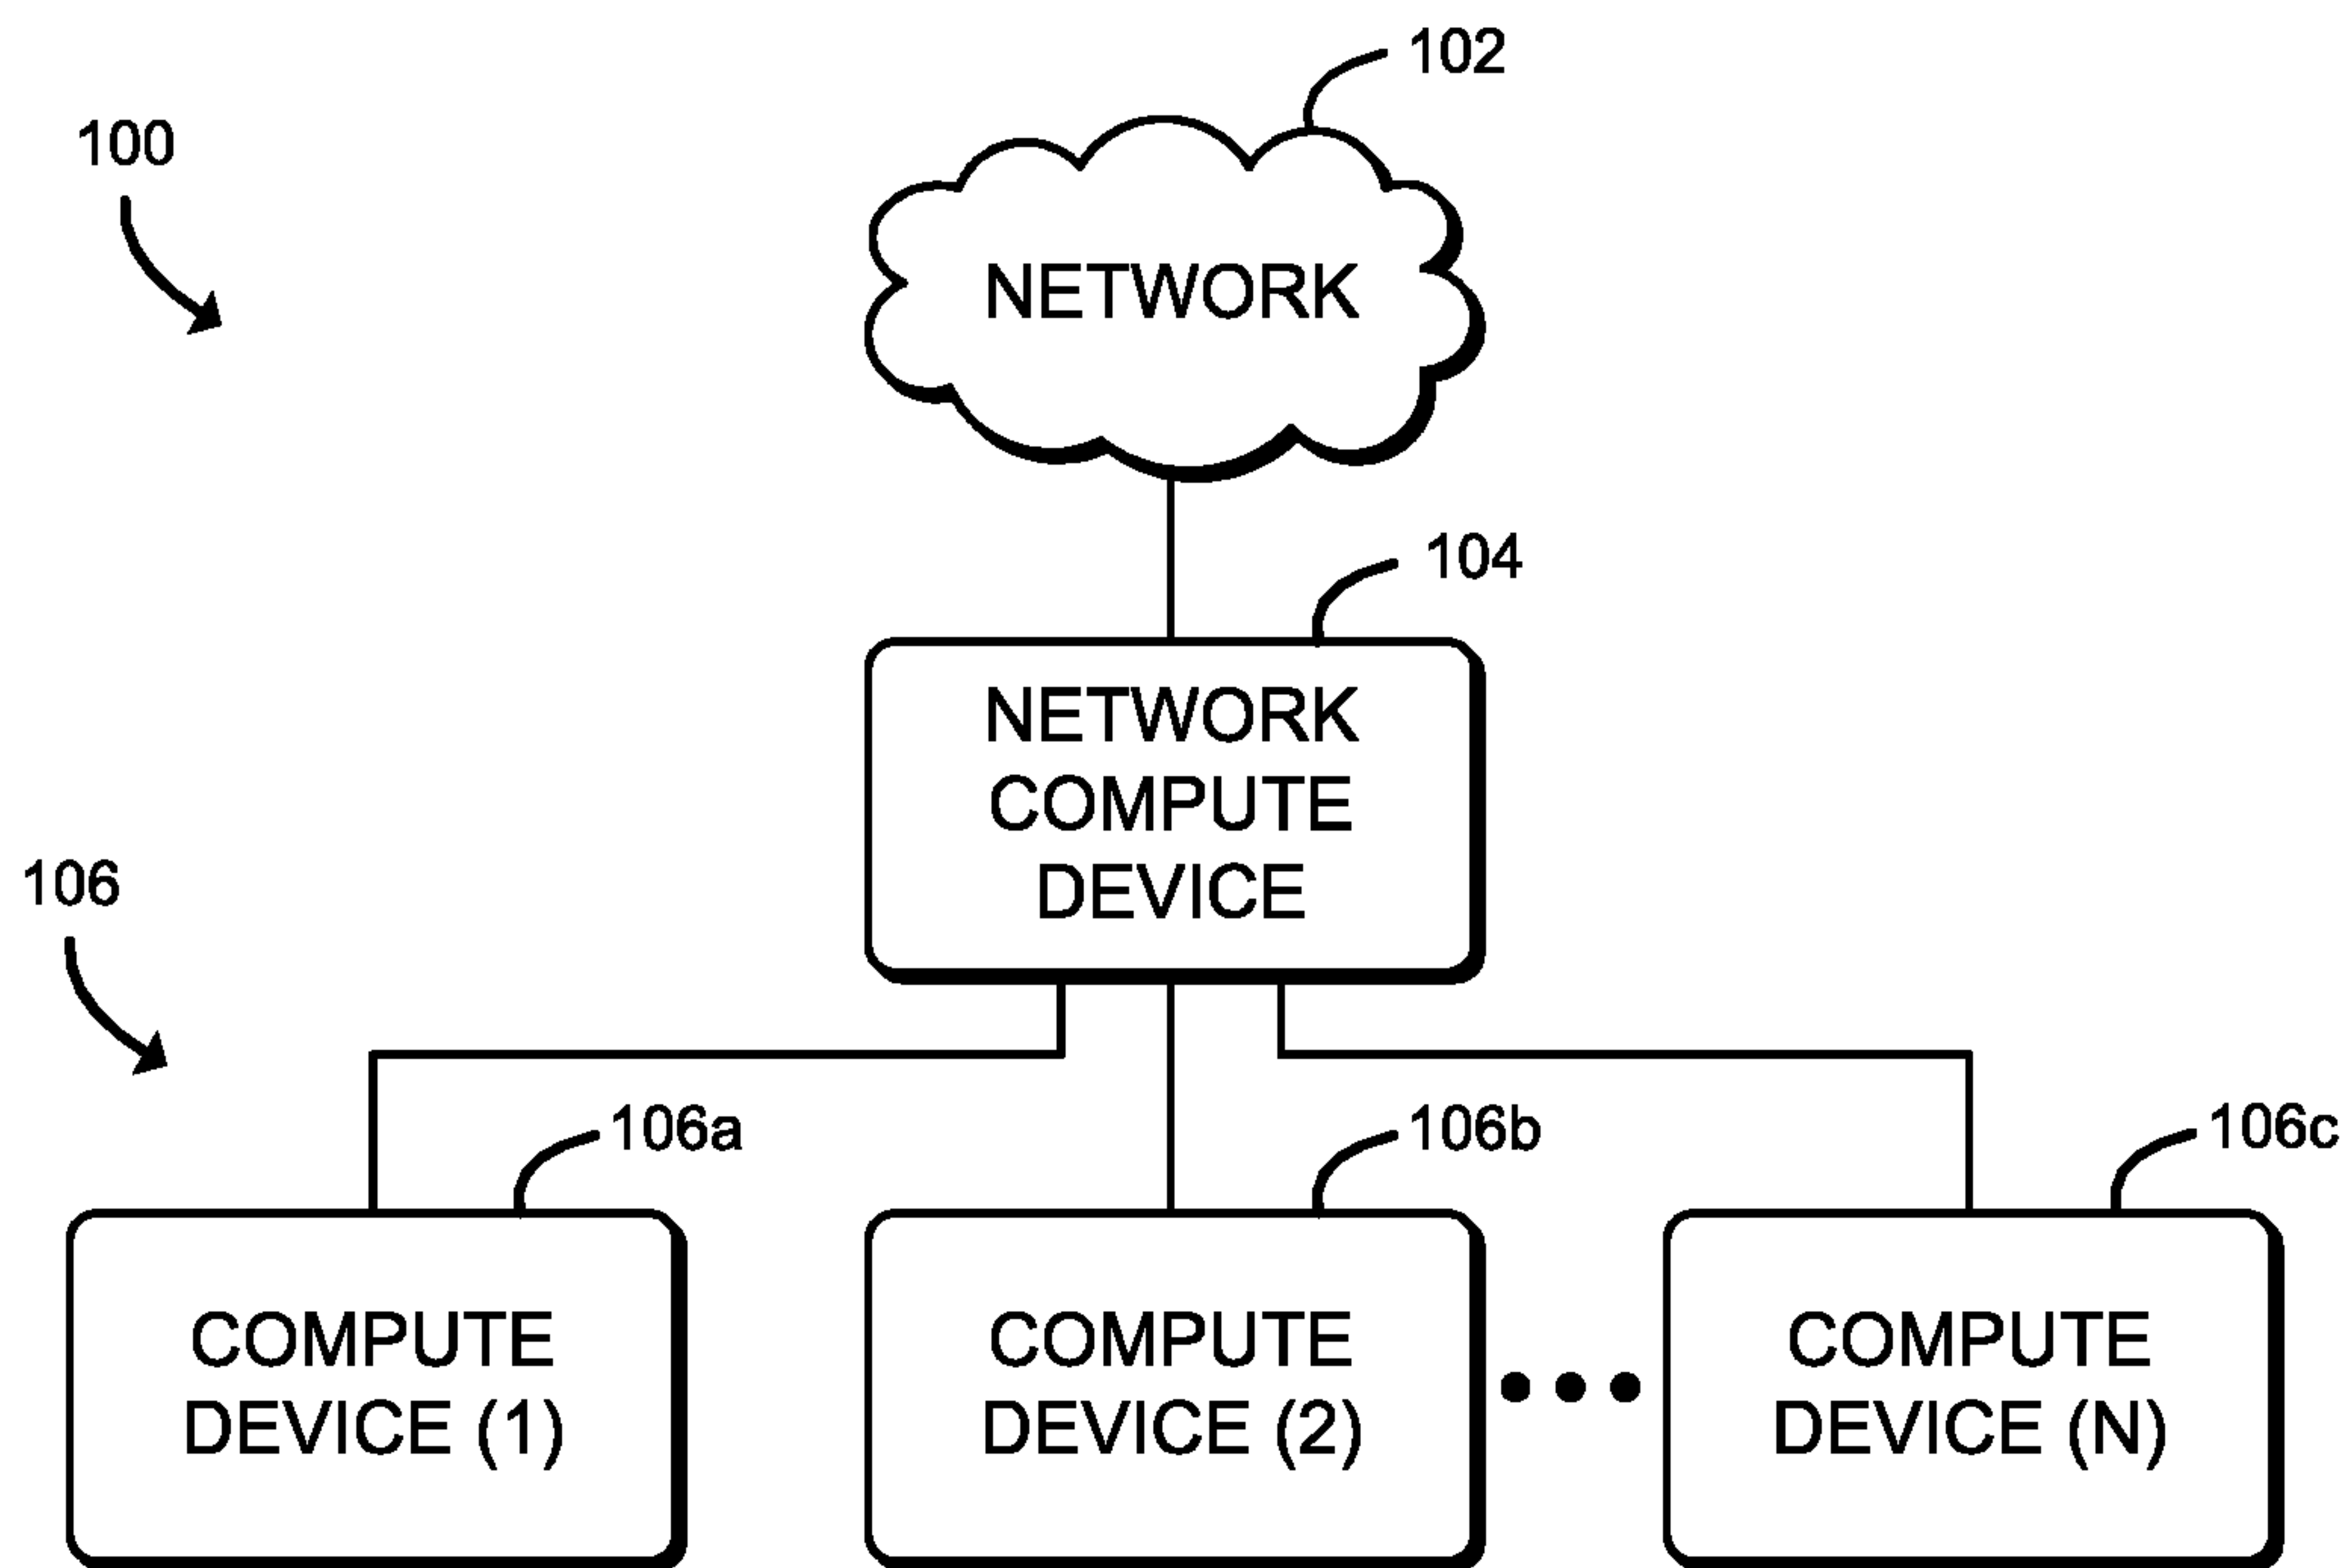 102
100
NETWORK
104
NETWORK
COMPUTE
DEVICE
106
106a
106b
106c
COMPUTE
DEVICE (1)
COMPUTE
DEVICE (2)
COMPUTE
DEVICE (N)